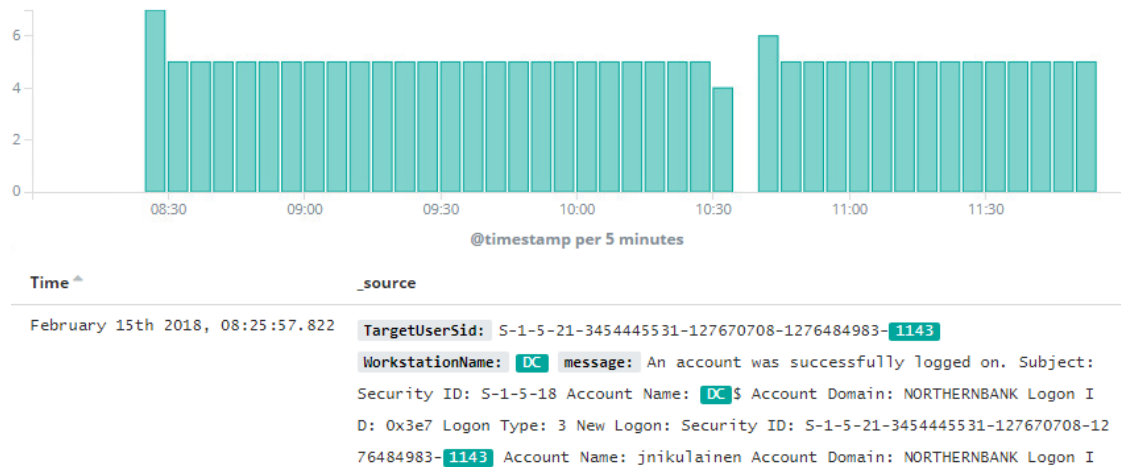 6
4
2
0
08:30 09:00 09:30 10:00 10:30 11:00 11:30
@timestamp per 5 minutes
Time _source
February 15th 2018, 08:25:57.822 TargetUserSid: S-1-5-21-3454445531-127670708-1276484983-1143
WorkstationName: DC message: An account was successfully logged on. Subject:
Security ID: S-1-5-18 Account Name: DC$ Account Domain: NORTHERNBANK Logon I
D: 0x3e7 Logon Type: 3 New Logon: Security ID: S-1-5-21-3454445531-127670708-12
76484983-1143 Account Name: jnikulainen Account Domain: NORTHERNBANK Logon I